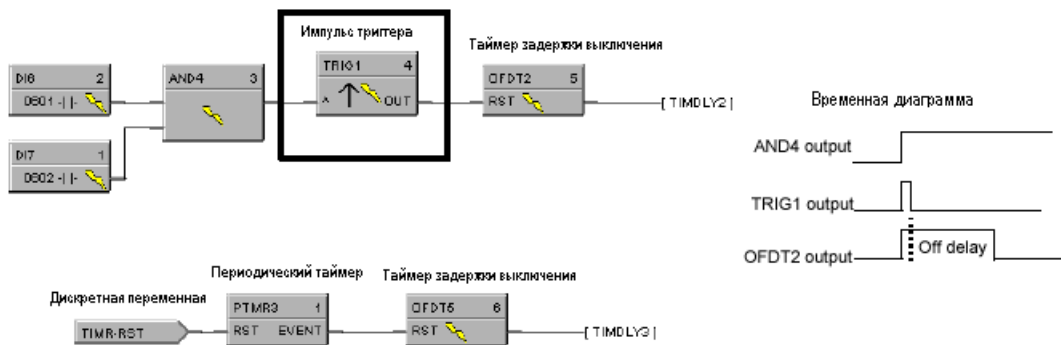 Импульс триггера
Таймер задержки выключения
DI6 2
0601 -| |-
AND4 3
TRIG1 4
^ OUT
OFDT2 5
RST
[ TIMDLY2]
DI7 1
0602 -| |-
Временная диаграмма
AND4 output
TRIG1 output
OFDT2 output
Off delay
Периодический таймер
Таймер задержки выключения
Дискретная переменная
TIMR-RST
PTMR3 1
RST EVENT
OFDT5 6
RST
[ TIMDLY3]